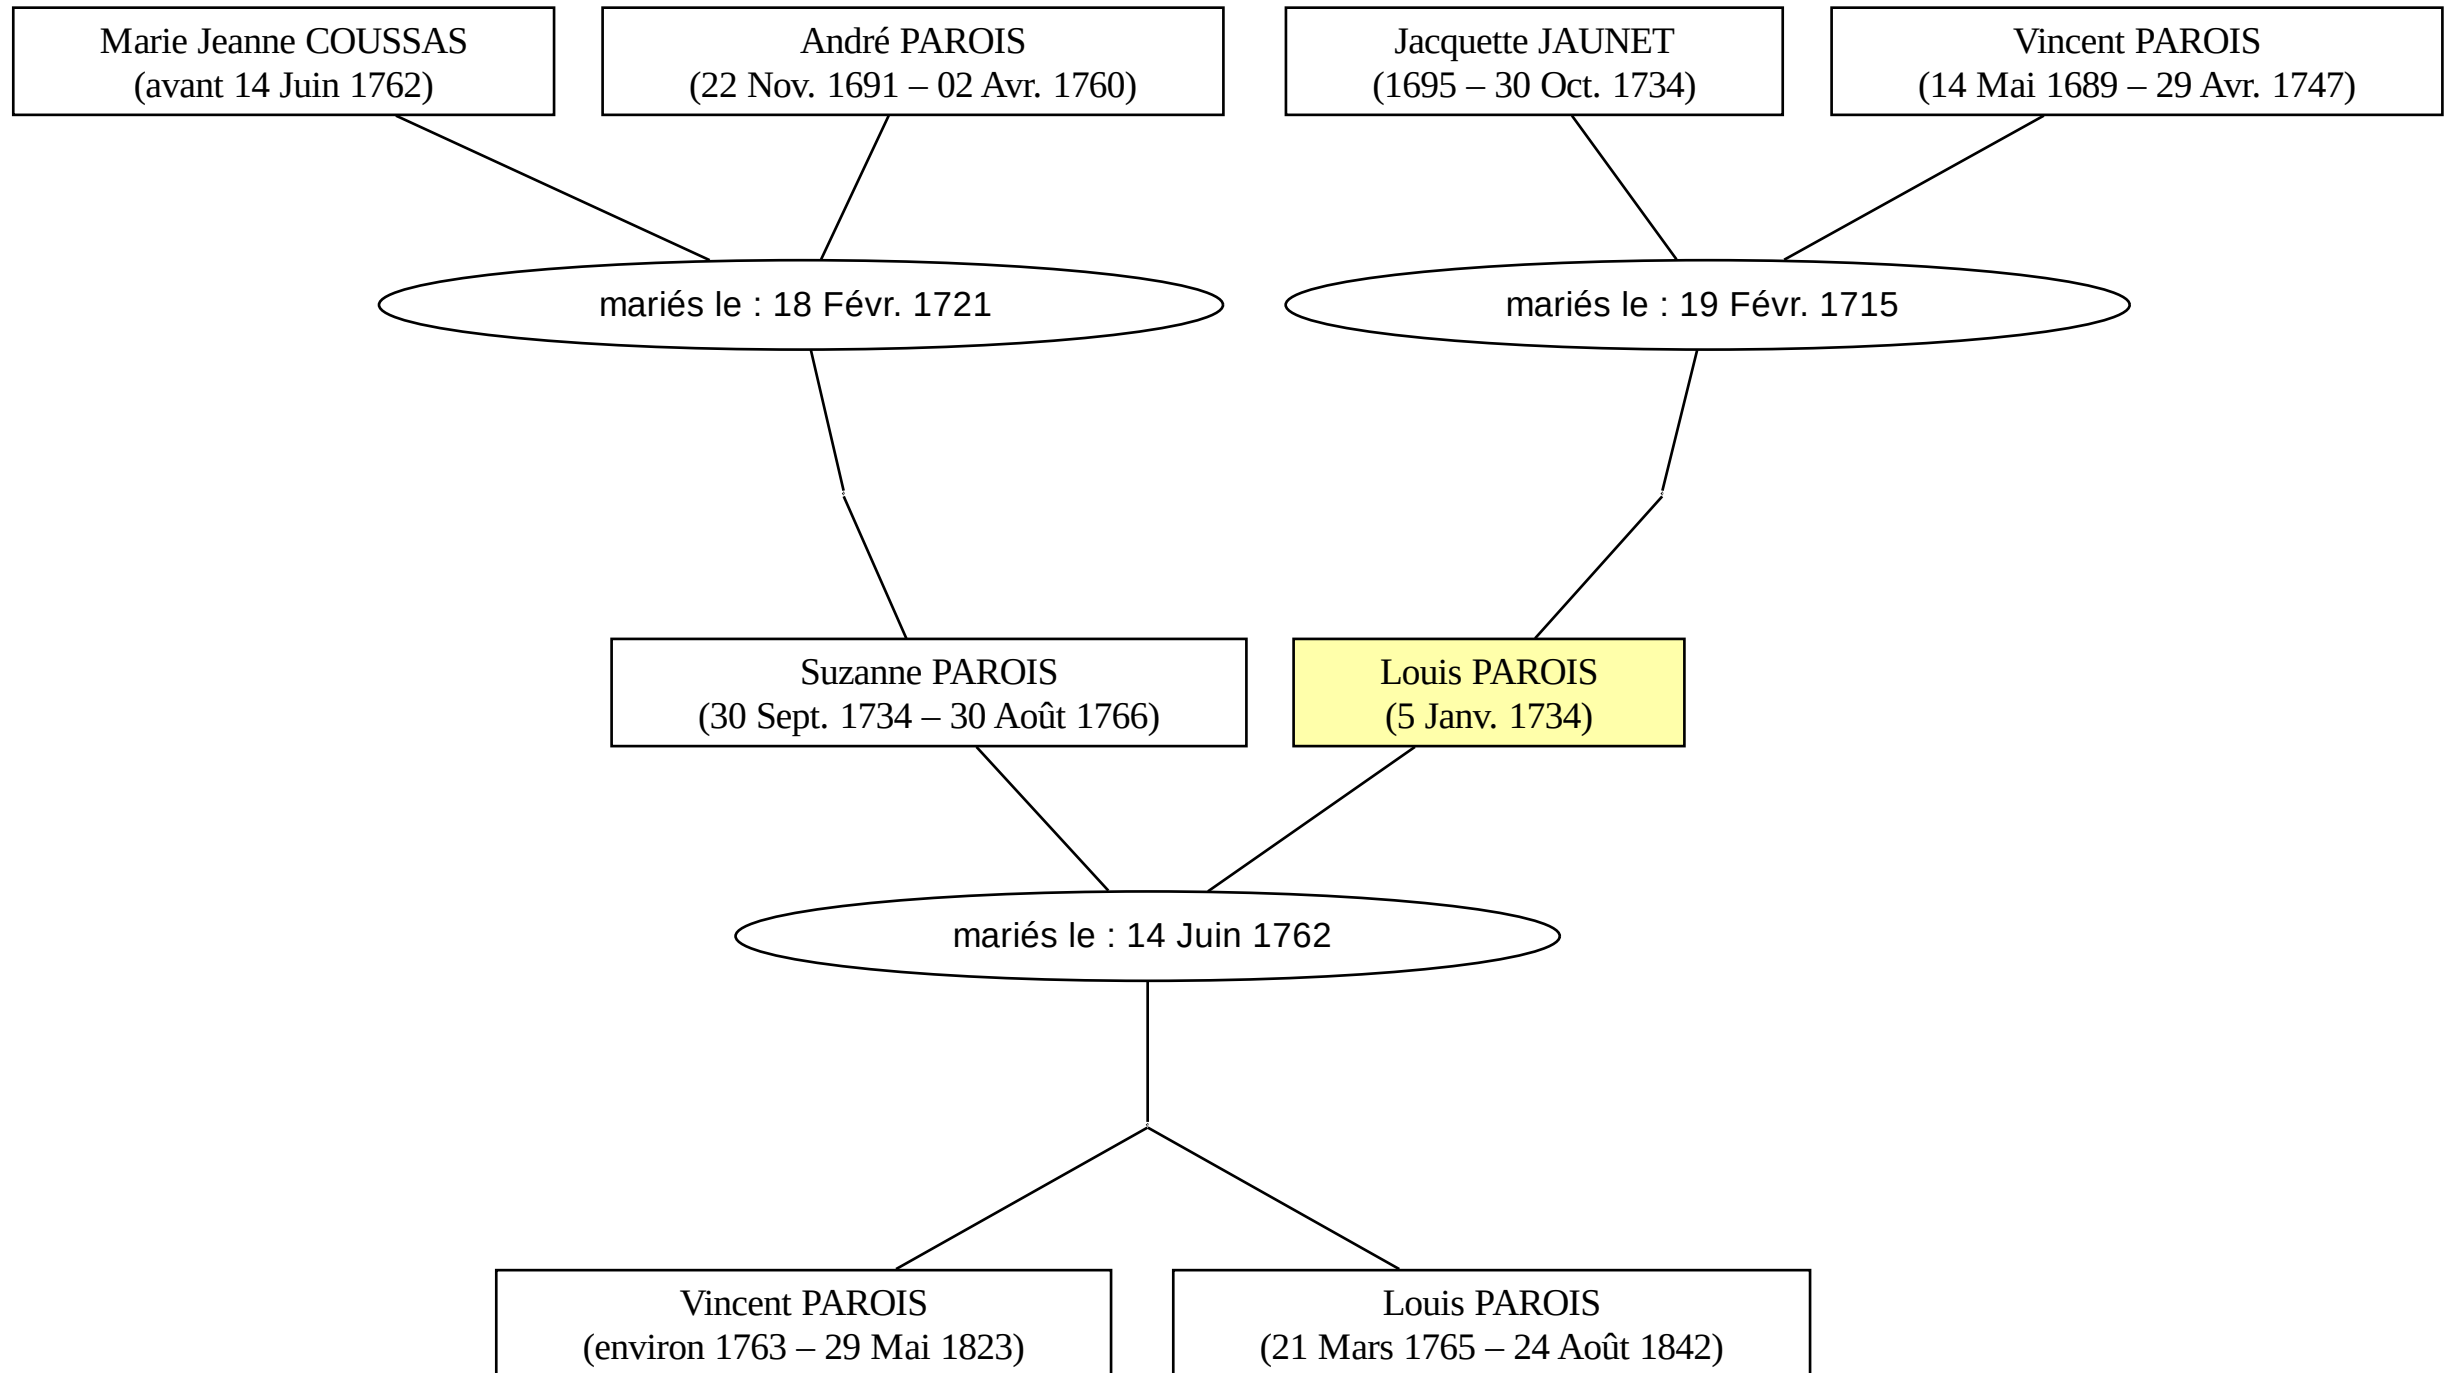 Marie Jeanne COUSSAS
(avant 14 Juin 1762)
André PAROIS
(22 Nov. 1691 – 02 Avr. 1760)
Jacquette JAUNET
(1695 – 30 Oct. 1734)
Vincent PAROIS
(14 Mai 1689 – 29 Avr. 1747)
mariés le : 18 Févr. 1721
mariés le : 19 Févr. 1715
Suzanne PAROIS
(30 Sept. 1734 – 30 Août 1766)
Louis PAROIS
(5 Janv. 1734)
mariés le : 14 Juin 1762
Vincent PAROIS
(environ 1763 – 29 Mai 1823)
Louis PAROIS
(21 Mars 1765 – 24 Août 1842)